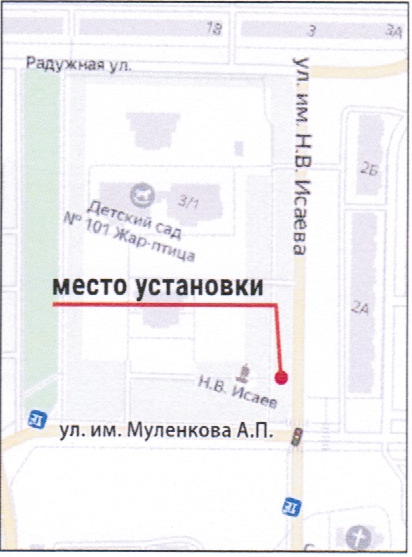 1В
3
3А
Радужная ул.
ул. им. Н.В. Исаева
2Б
3/1
Детский сад
№ 101 Жар-птица
место установки
2А
Н.В. Исаев
ул. им. Муленкова А.П.